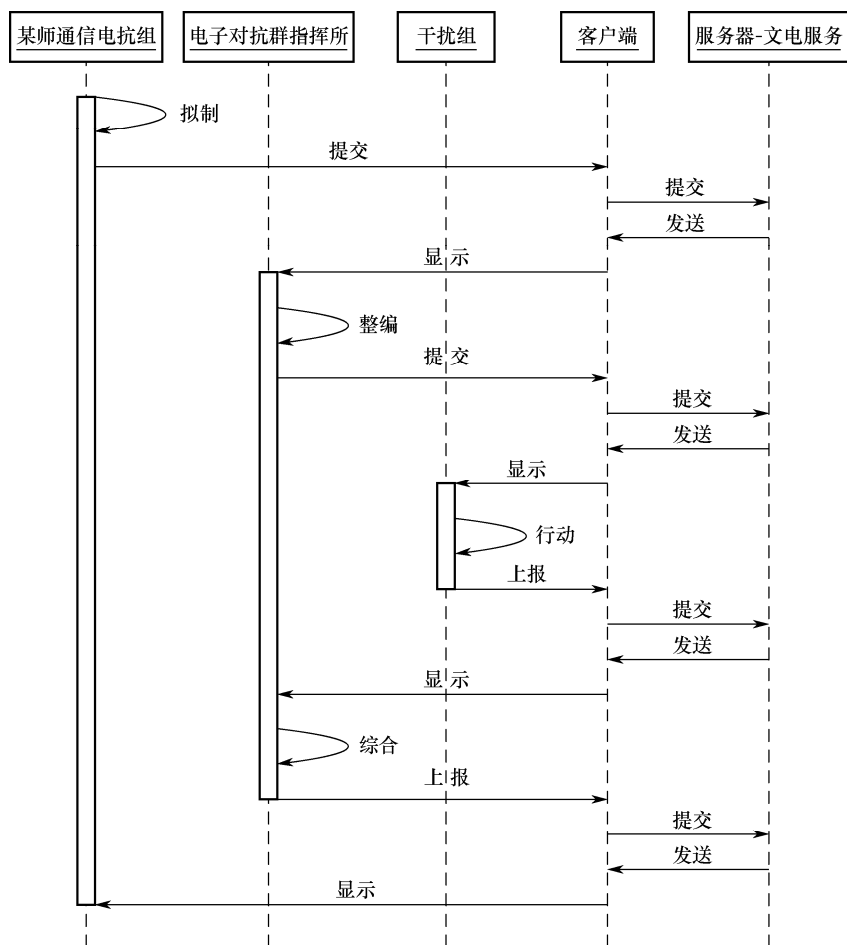 某师通信电抗组
电子对抗群指挥所
干扰组
客户端
服务器-文电服务
拟制
提交
提交
发送
显示
整编
提交
提交
发送
显示
行动
上报
提交
发送
显示
综合
上报
提交
发送
显示